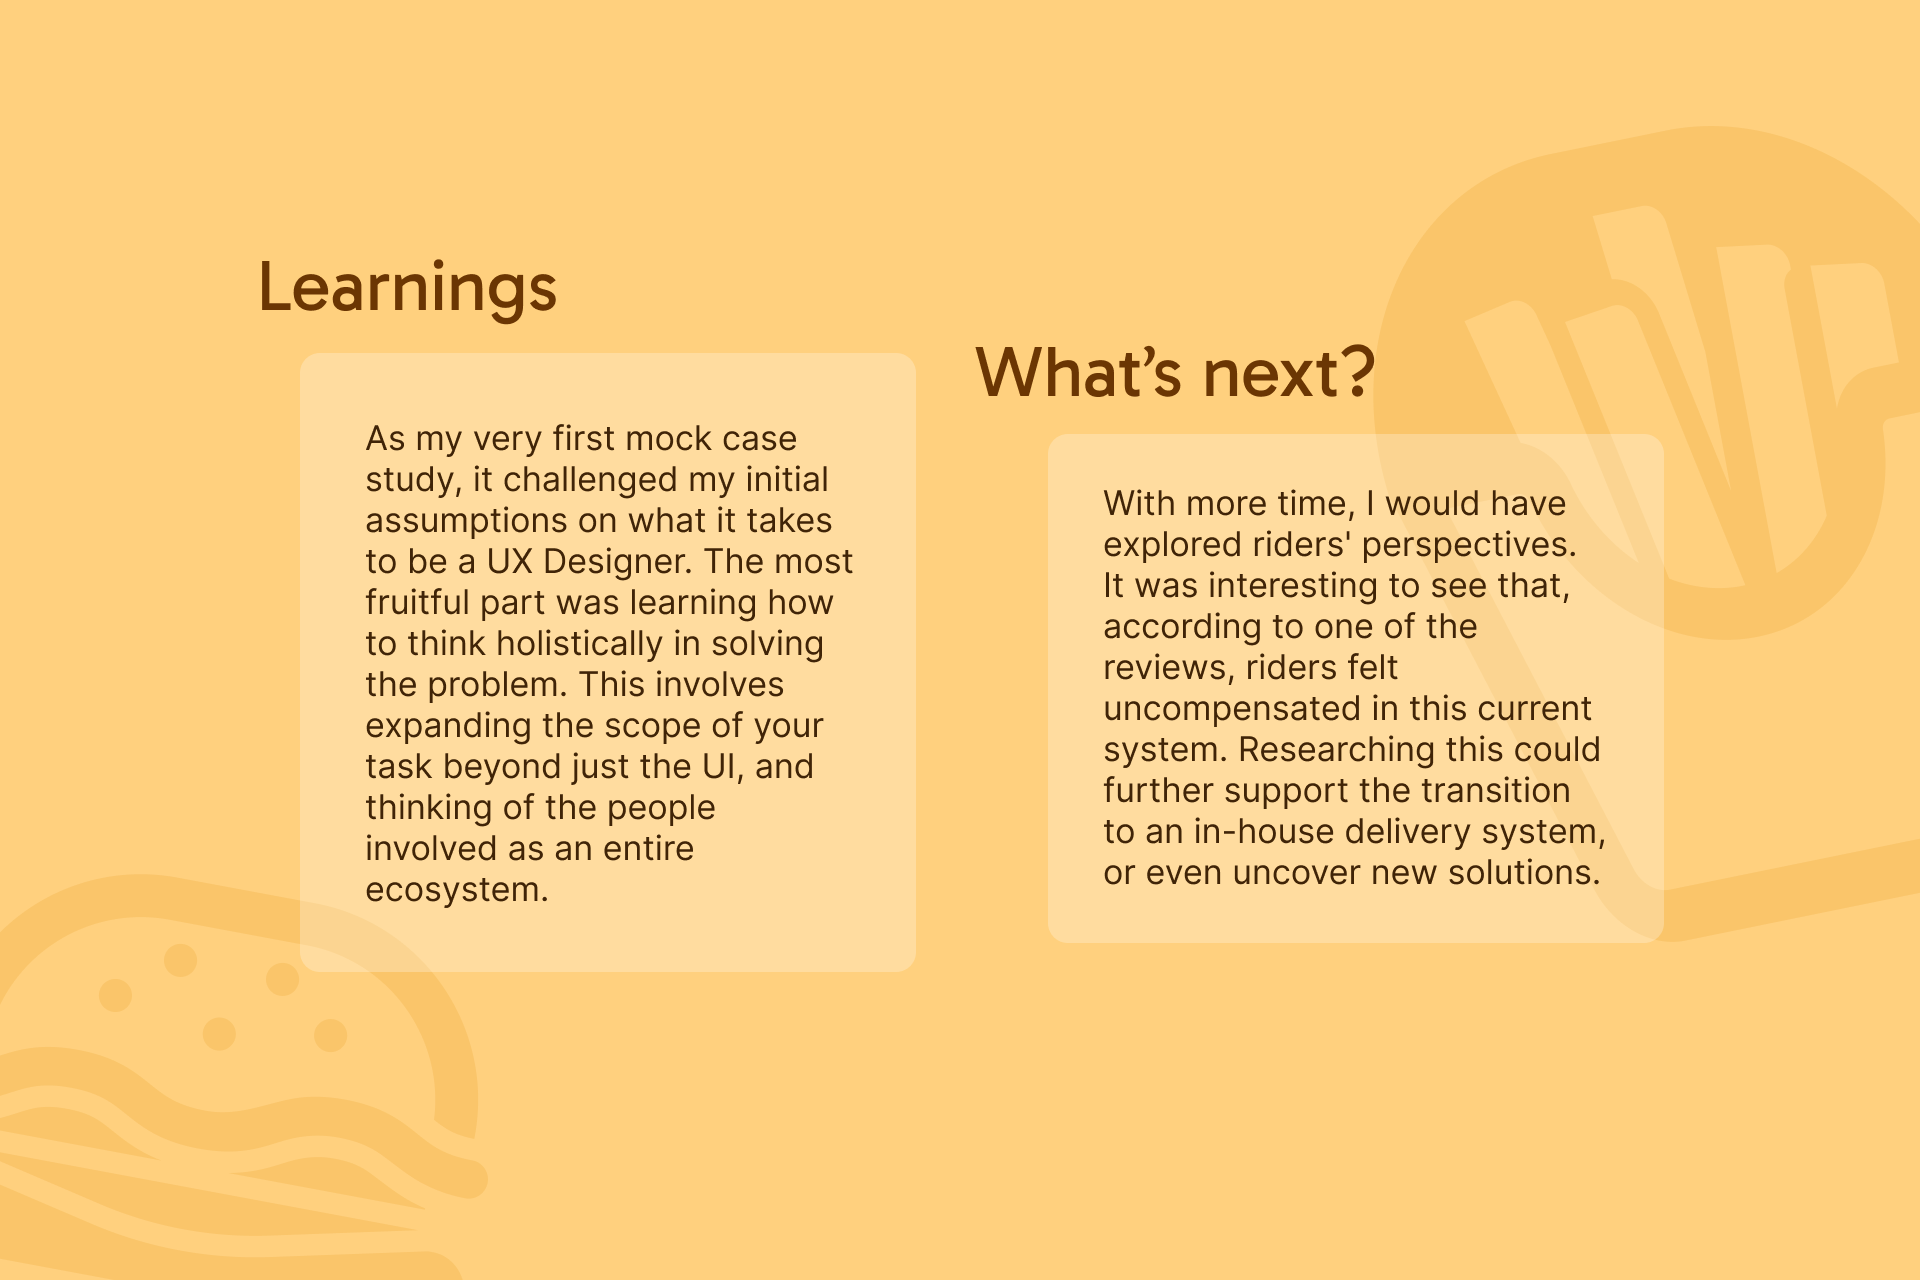 Learnings
As my very first mock case
study, it challenged my initial
assumptions on what it takes
to be a UX Designer. The most
fruitful part was learning how
to think holistically in solving
the problem. This involves
expanding the scope of your
task beyond just the UI, and
thinking of the people
involved as an entire
ecosystem.
What’s next?
With more time, I would have
explored riders' perspectives.
It was interesting to see that,
according to one of the
reviews, riders felt
uncompensated in this current
system. Researching this could
further support the transition
to an in-house delivery system,
or even uncover new solutions.